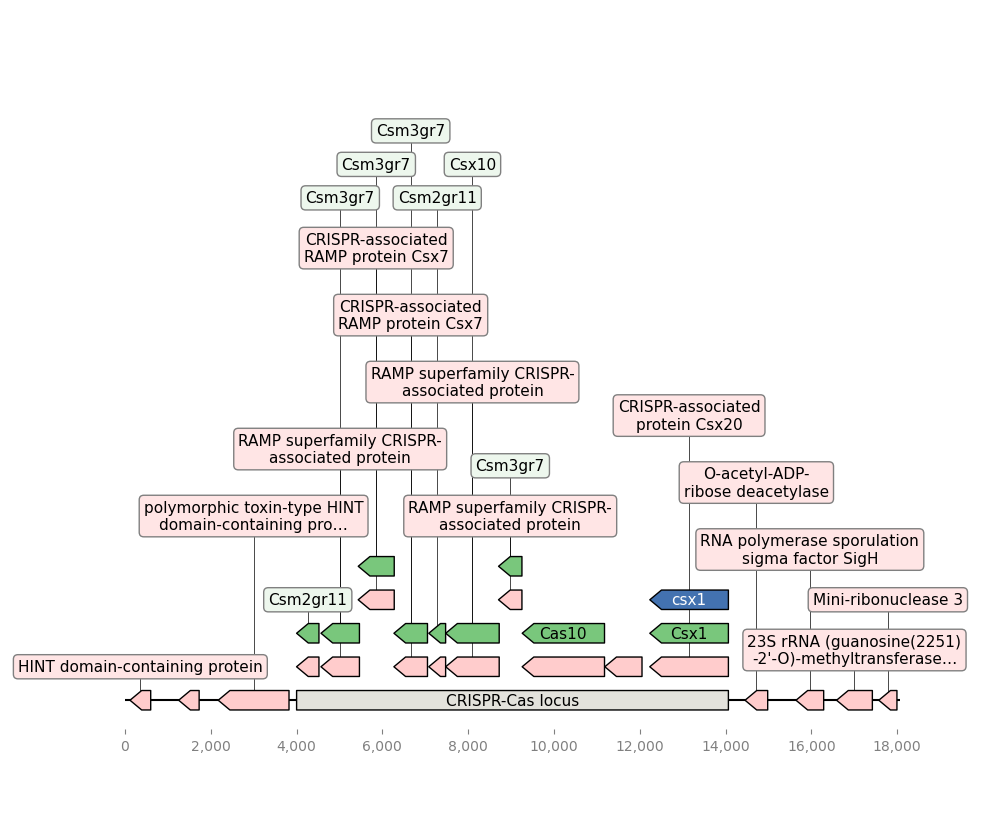 Csm3gr7
Csm3gr7
Csx10
Csm3gr7
Csm2gr11
CRISPR-associated
RAMP protein Csx7
CRISPR-associated
RAMP protein Csx7
RAMP superfamily CRISPR-
associated protein
CRISPR-associated
protein Csx20
RAMP superfamily CRISPR-
associated protein
Csm3gr7
O-acetyl-ADP-
ribose deacetylase
polymorphic toxin-type HINT
domain-containing pro…
RAMP superfamily CRISPR-
associated protein
RNA polymerase sporulation
sigma factor SigH
Csm2gr11
csx1
Mini-ribonuclease 3
Cas10
Csx1
23S rRNA (guanosine(2251)
-2'-O)-methyltransferase…
HINT domain-containing protein
CRISPR-Cas locus
0
2,000
4,000
6,000
8,000
10,000
12,000
14,000
16,000
18,000